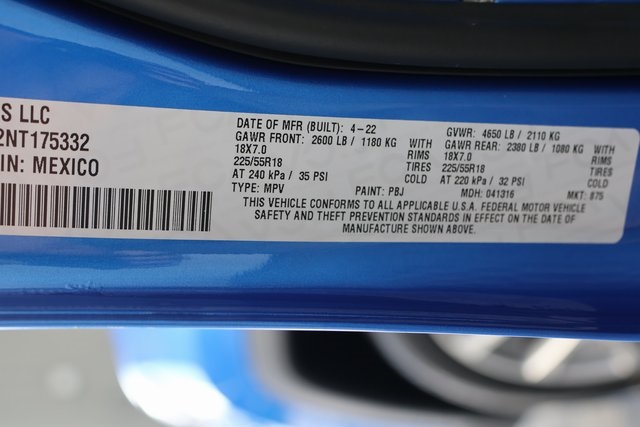 S LLC
2NT175332
IN: MEXICO
DATE OF MFR (BUILT): 4-22 GVWR: 4650 LB / 2110 KG
GAWR FRONT: 2600 LB / 1180 KG WITH GAWR REAR: 2380 LB / 1080 KG WITH
18X7.0 RIMS 18X7.0 RIMS
225/55R18 TIRES 225/55R18 TIRES
AT 240 kPa / 35 PSI COLD AT 220 kPa / 32 PSI COLD
TYPE: MPV PAINT: PBJ MDH: 041316 MKT: 875
THIS VEHICLE CONFORMS TO ALL APPLICABLE U.S.A. FEDERAL MOTOR VEHICLE
SAFETY AND THEFT PREVENTION STANDARDS IN EFFECT ON THE DATE OF
MANUFACTURE SHOWN ABOVE.